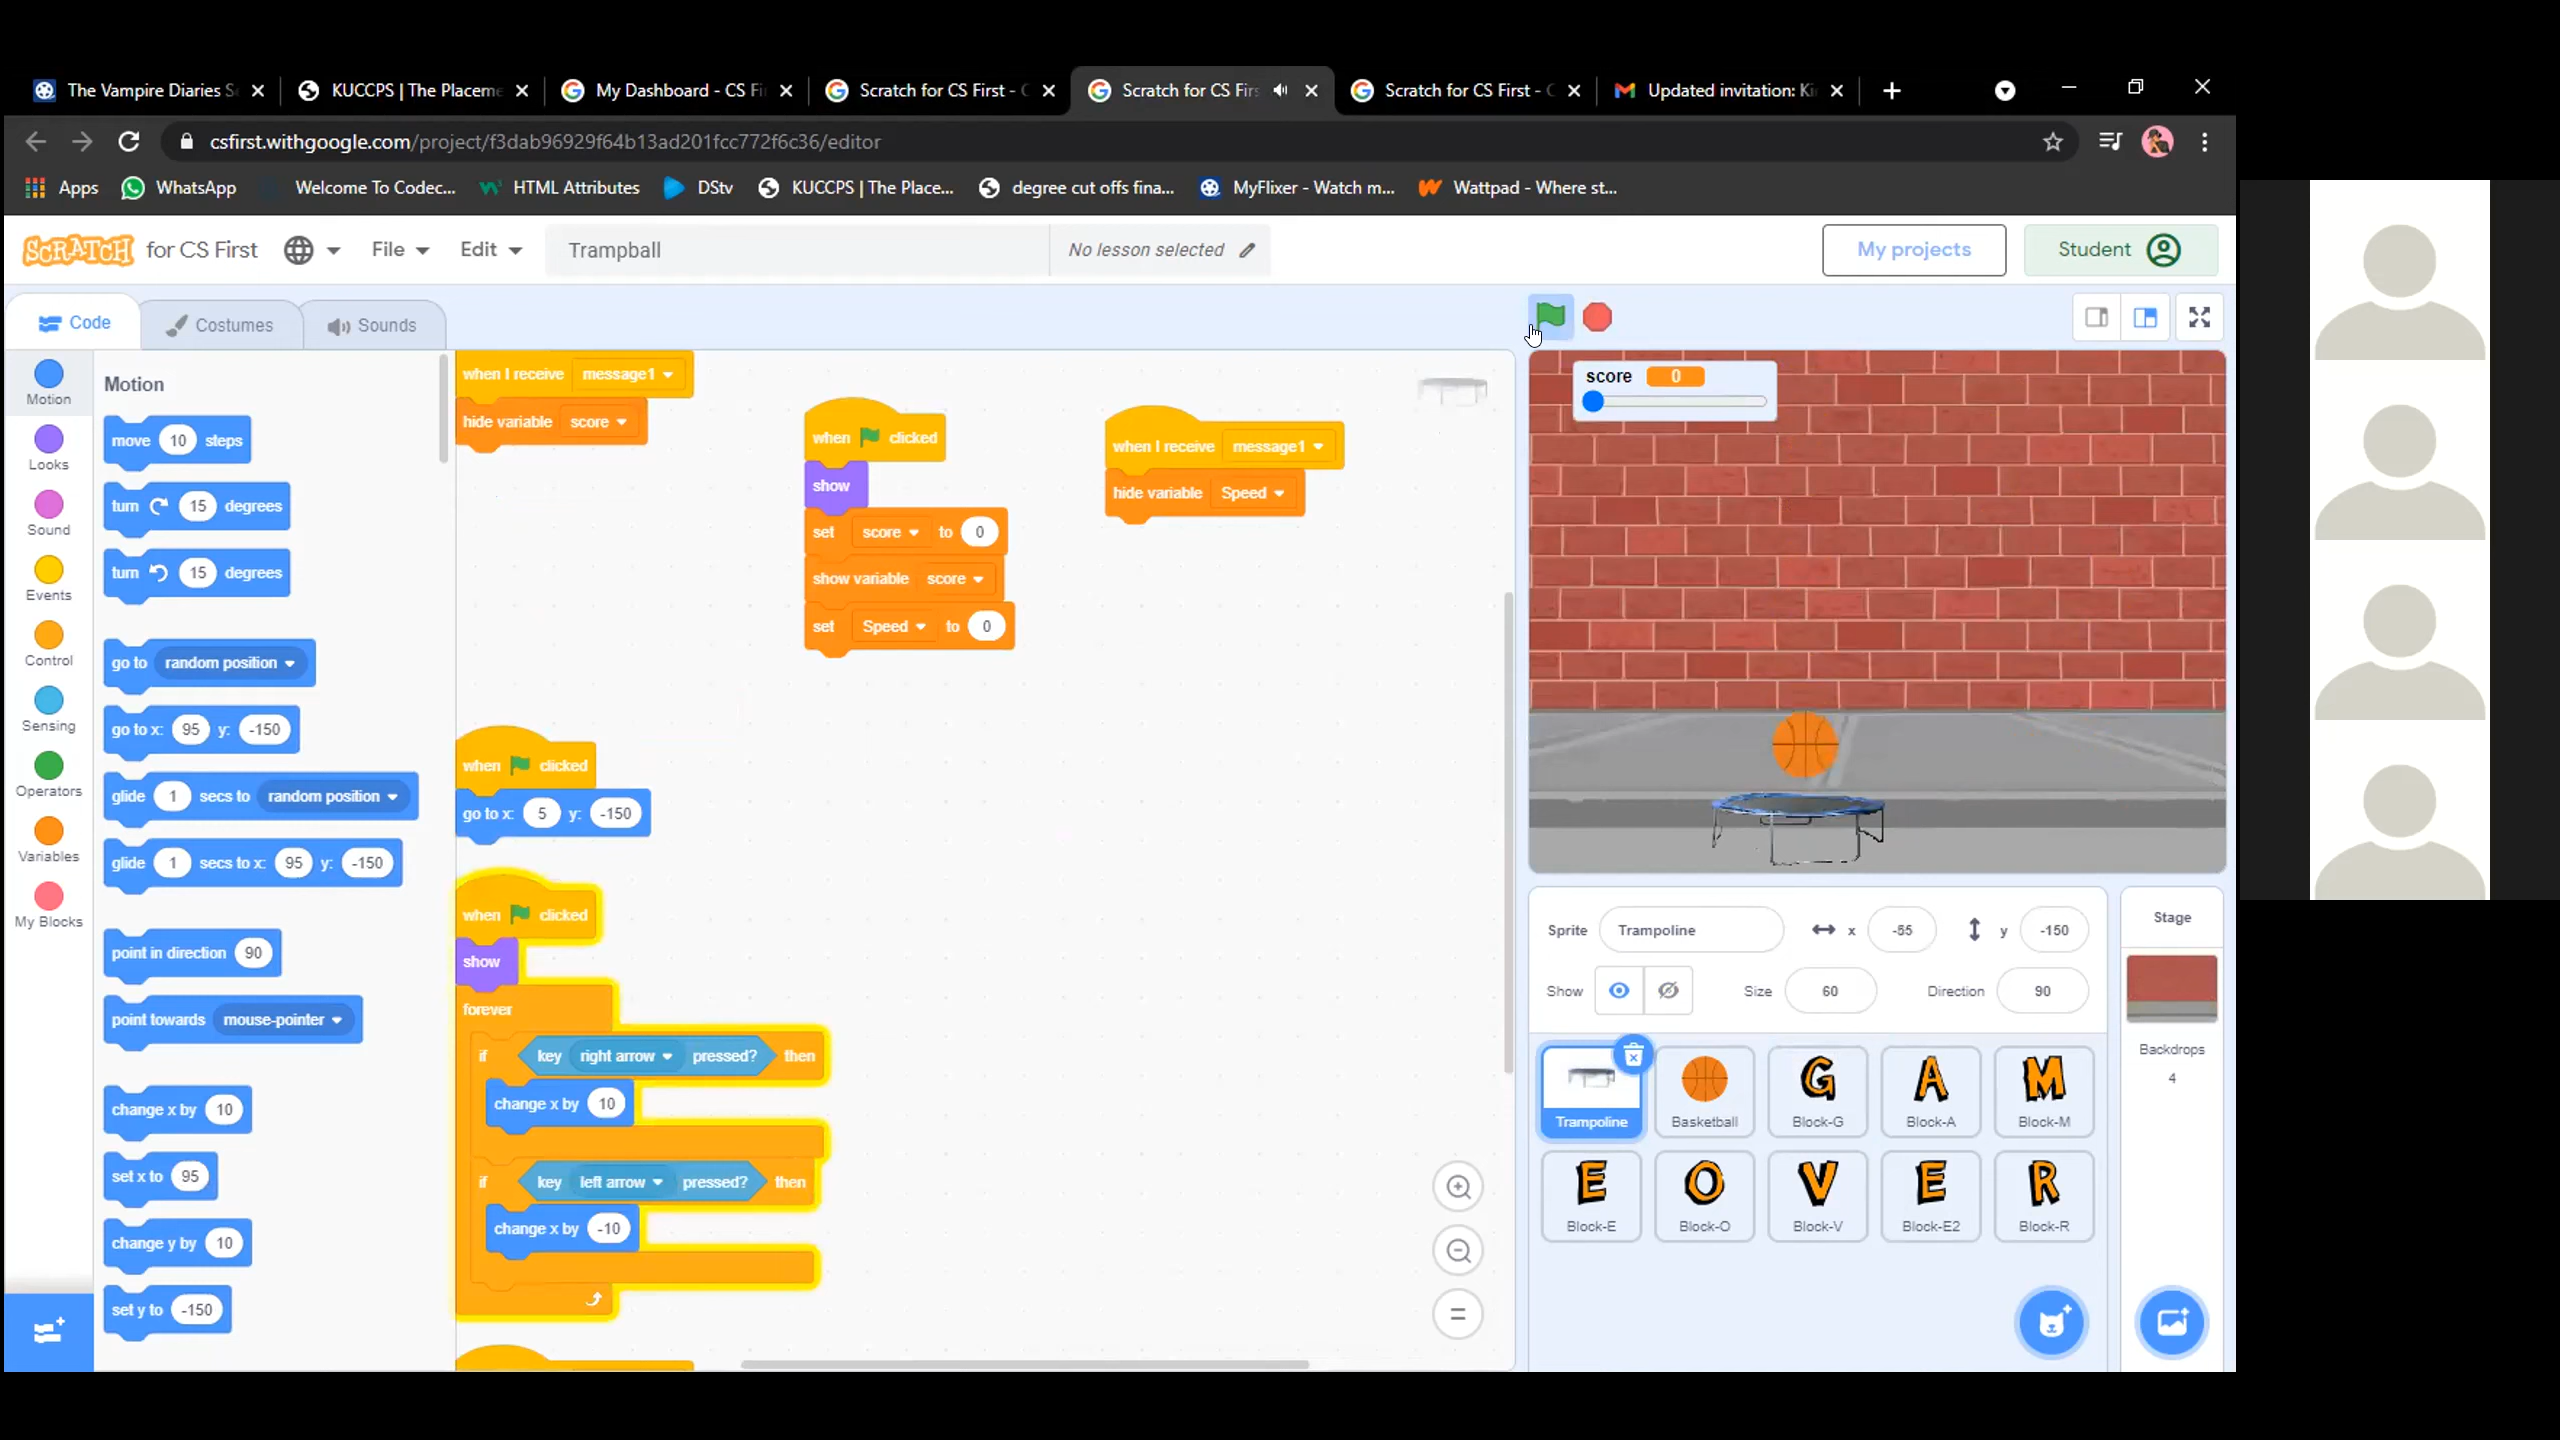 The Vampire Diaries S
KUCCPS | The Placeme
My Dashboard - CS Fi
Scratch for CS First - C
Scratch for CS Firs
Scratch for CS First - C
Updated invitation: Ki
csfirst.withgoogle.com/project/f3dab96929f64b13ad201fcc772f6c36/editor
Apps
WhatsApp
Welcome To Codec...
HTML Attributes
DStv
KUCCPS | The Place...
degree cut offs fina...
MyFlixer - Watch m...
Wattpad - Where st...
SCRATCH for CS First
File
Edit
Trampball
No lesson selected
My projects
Student
Code
Costumes
Sounds
Motion
Looks
Sound
Events
Control
Sensing
Operators
Variables
My Blocks
Motion
move 10 steps
turn 15 degrees
turn 15 degrees
go to random position
go to x: 95 y: -150
glide 1 secs to random position
glide 1 secs to x: 95 y: -150
point in direction 90
point towards mouse-pointer
change x by 10
set x to 95
change y by 10
set y to -150
when I receive message1
hide variable score
when clicked
show
set score to 0
show variable score
set Speed to 0
when I receive message1
hide variable Speed
when clicked
go to x: 5 y: -150
when clicked
show
forever
if key right arrow pressed? then
change x by 10
if key left arrow pressed? then
change x by -10
score 0
Sprite Trampoline x -55 y -150
Show Size 60 Direction 90
Trampoline
Basketball
G
Block-G
A
Block-A
M
Block-M
E
Block-E
O
Block-O
V
Block-V
E
Block-E2
R
Block-R
Stage
Backdrops
4